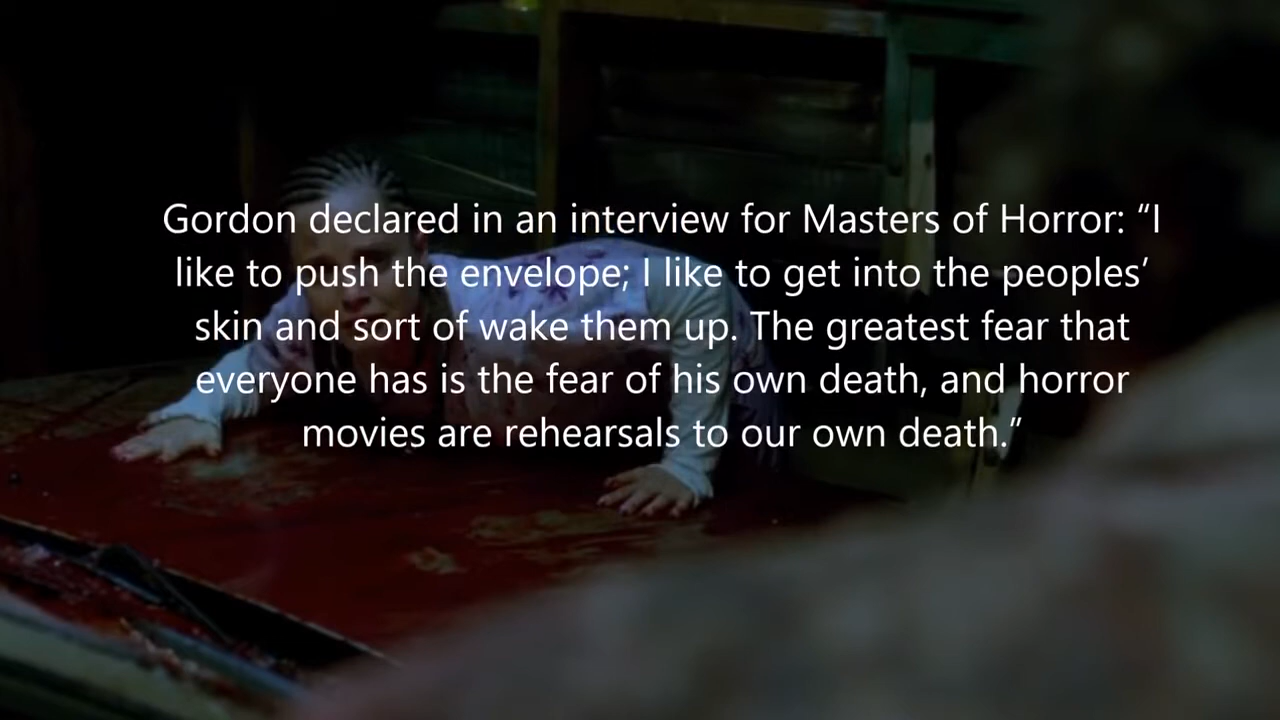 Gordon declared in an interview for Masters of Horror: “I
like to push the envelope; I like to get into the peoples’
skin and sort of wake them up. The greatest fear that
everyone has is the fear of his own death, and horror
movies are rehearsals to our own death.”